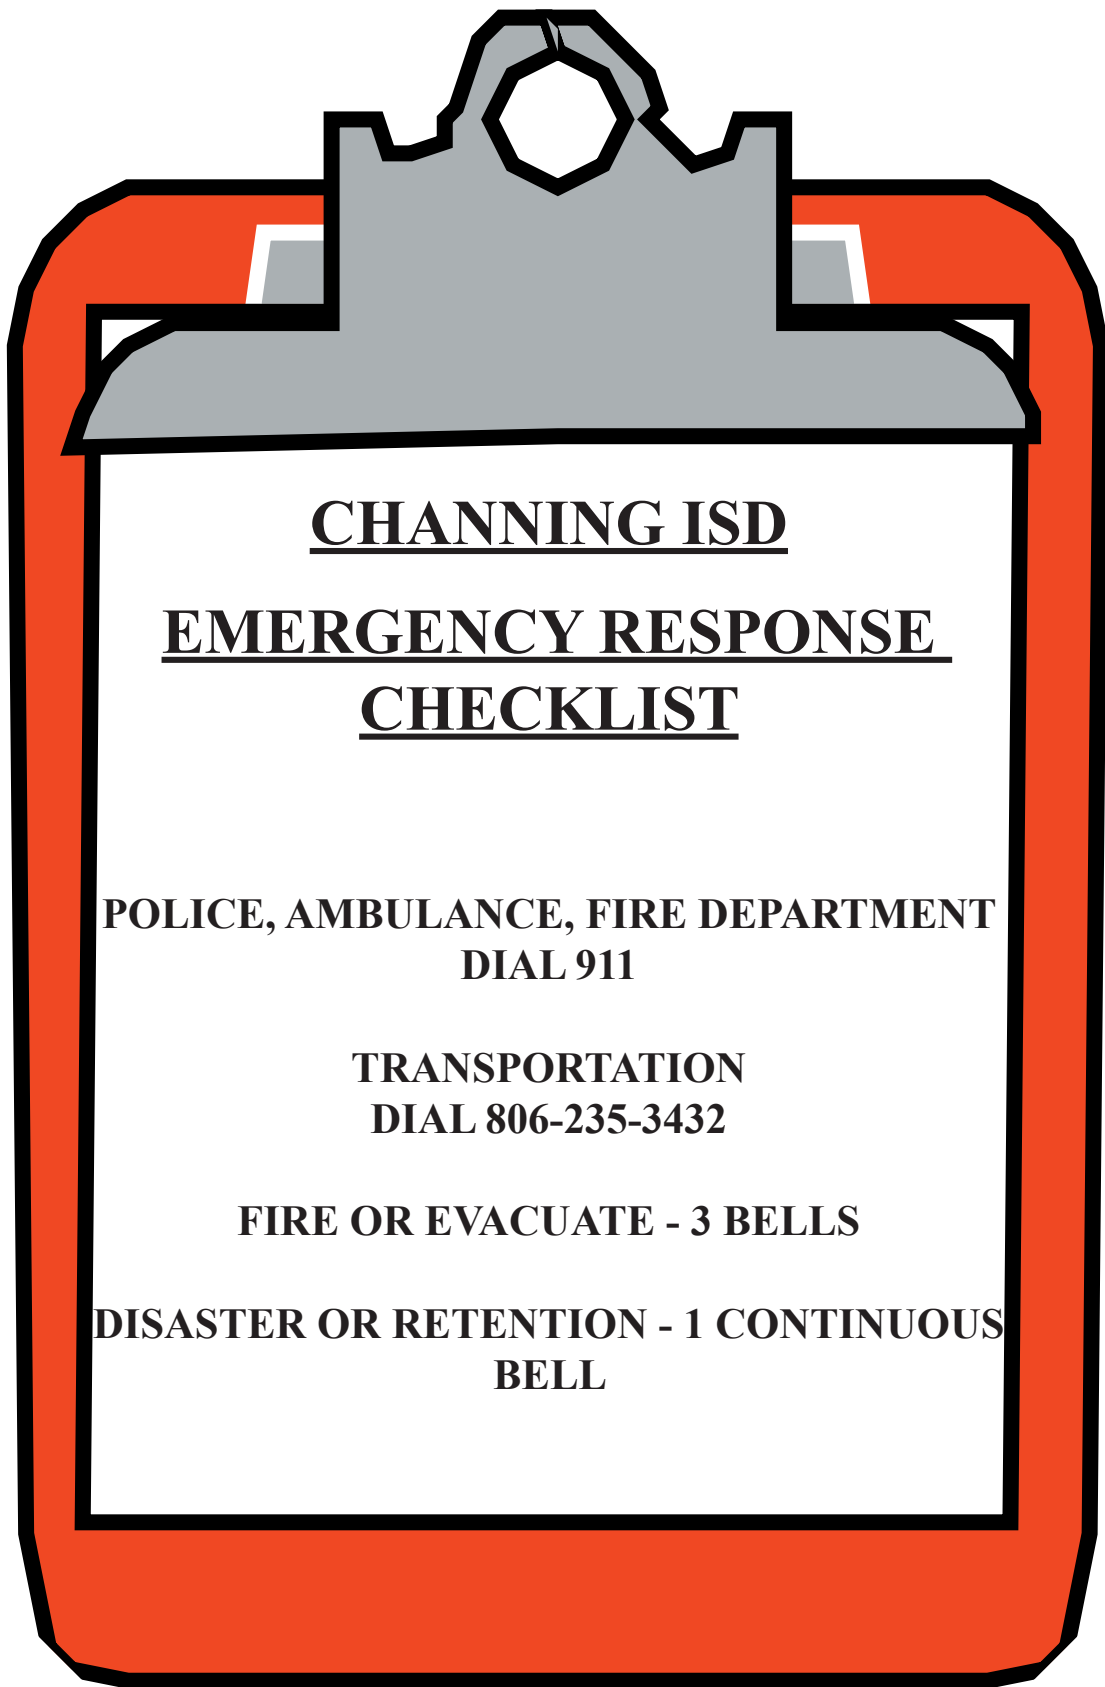 CHANNING ISD
EMERGENCY RESPONSE
CHECKLIST
POLICE, AMBULANCE, FIRE DEPARTMENT
DIAL 911
TRANSPORTATION
DIAL 806-235-3432
FIRE OR EVACUATE - 3 BELLS
DISASTER OR RETENTION - 1 CONTINUOUS
BELL